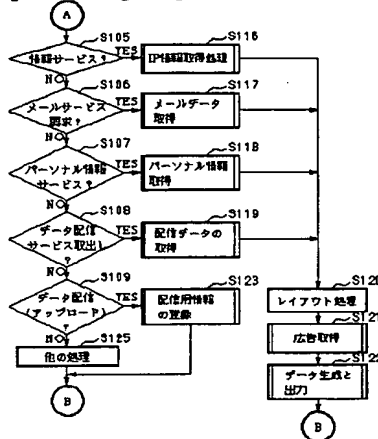 A
S105
情報サービス？
YES
S116
IP情報取得処理
NO
S106
メールサービス
要求？
YES
S117
メールデータ
取得
NO
S107
パーソナル情報
サービス？
YES
S118
パーソナル情報
取得
NO
S108
データ配信
サービス取出し
？
YES
S119
配信データの
取得
NO
S109
データ配信
(アップロード)
？
YES
S123
配信用情報
の登録
NO
S125
他の処理
B
S120
レイアウト処理
S121
広告取得
S122
データ生成と
出力
B